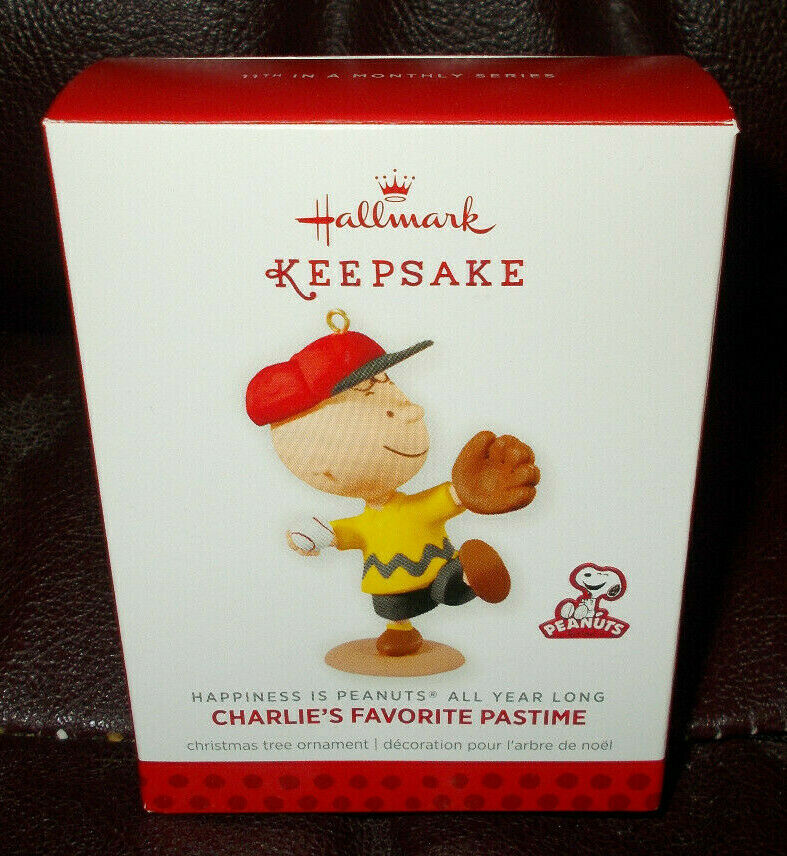 11TH IN A MONTHLY SERIES
Hallmark
KEEPSAKE
PEANUTS
HAPPINESS IS PEANUTS® ALL YEAR LONG
CHARLIE'S FAVORITE PASTIME
christmas tree ornament | décoration pour l'arbre de noël